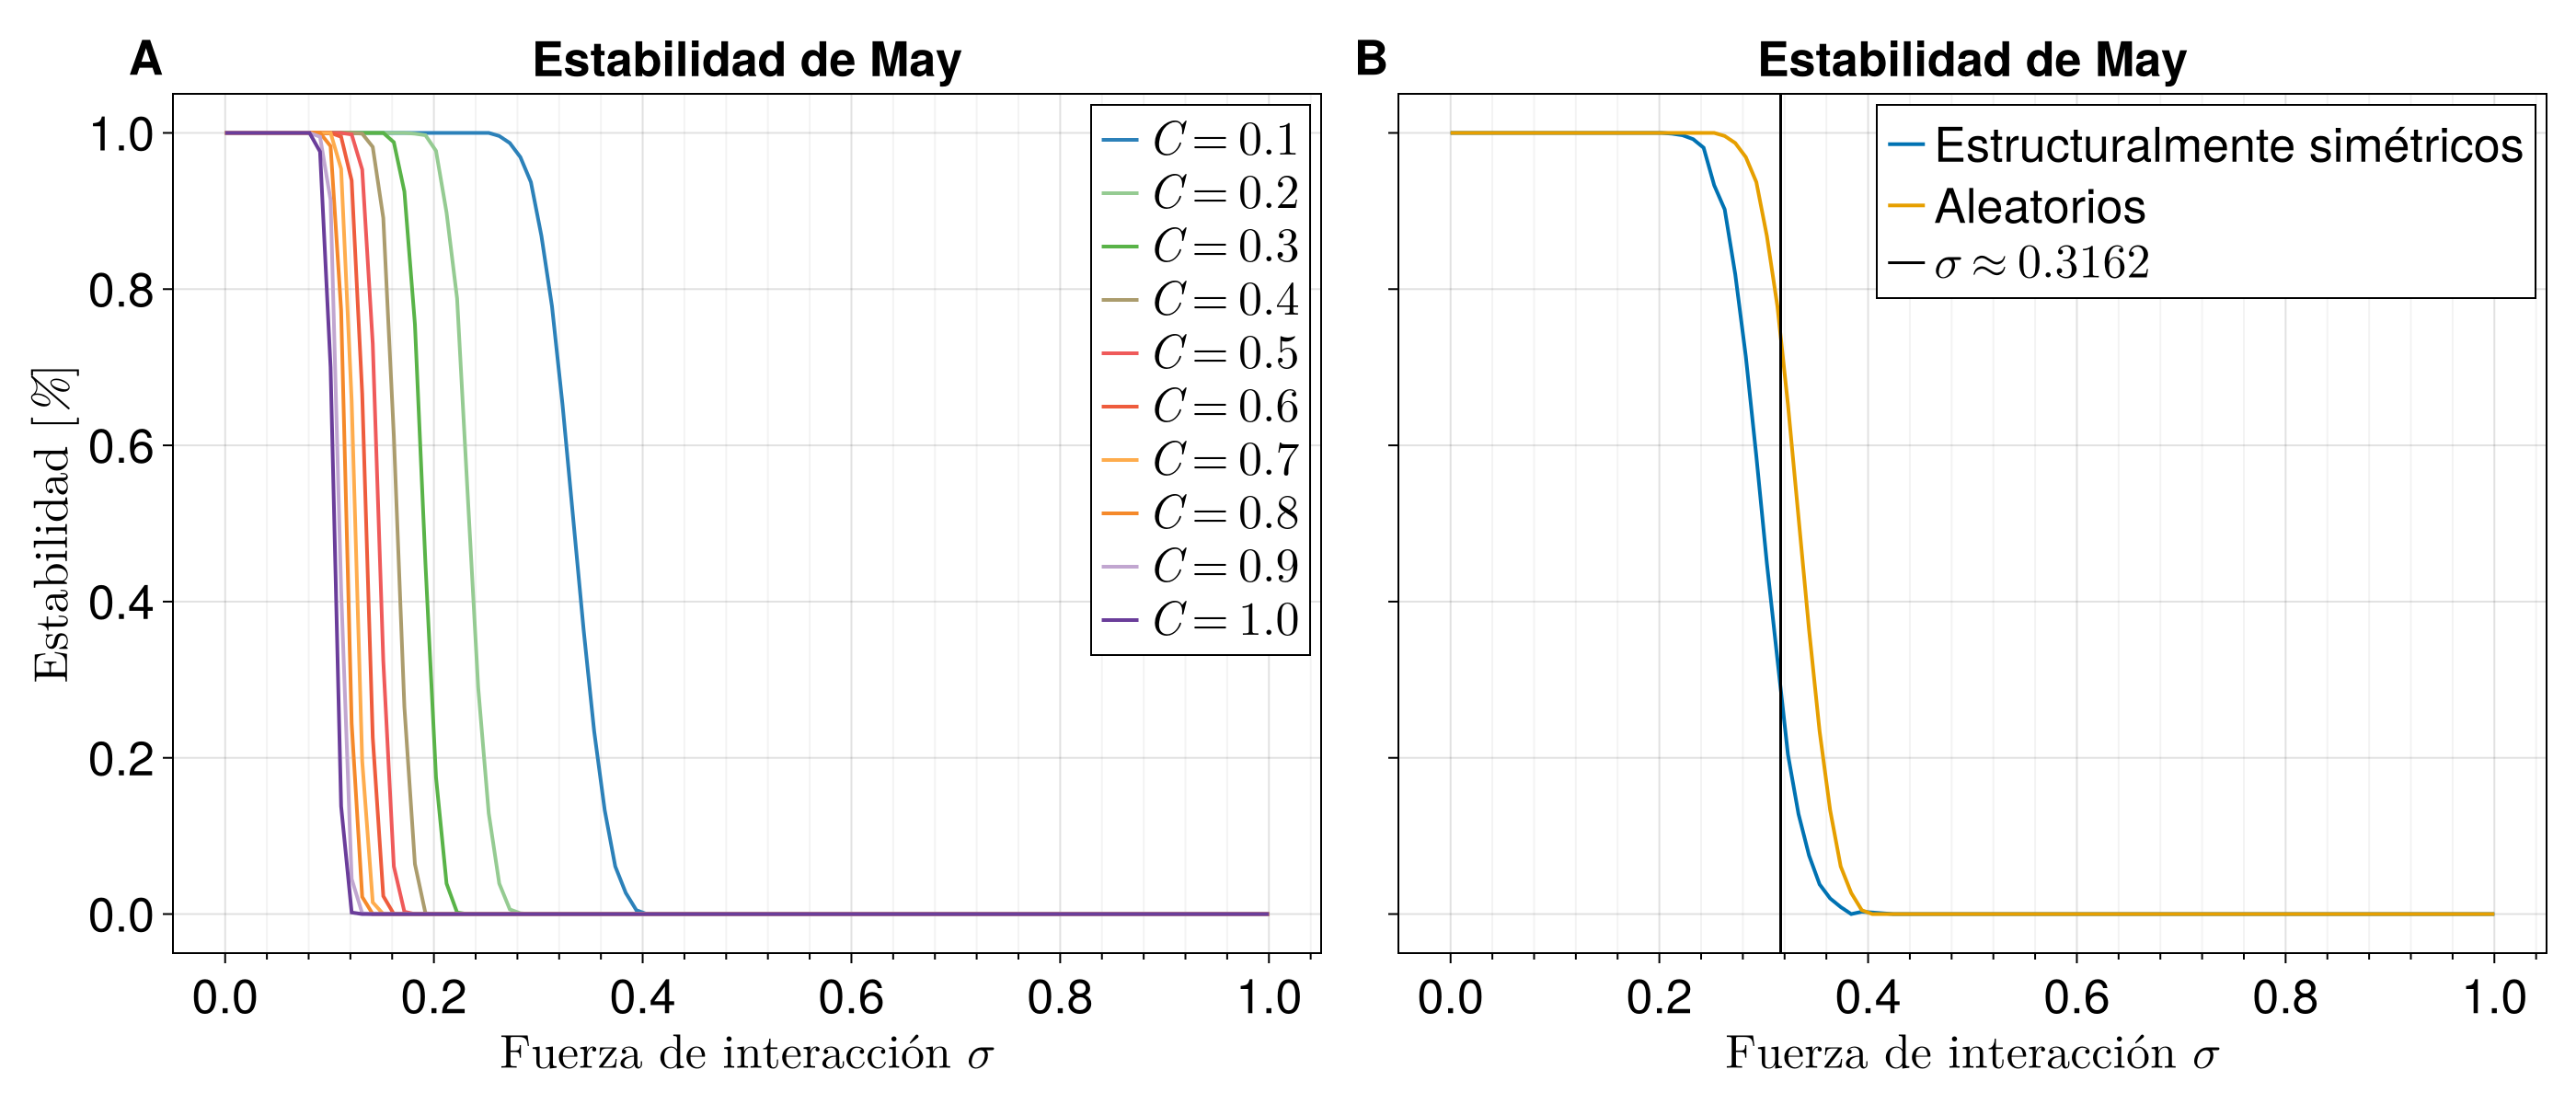 A
Estabilidad de May
Estabilidad [%]
1.0
0.8
0.6
0.4
0.2
0.0
C = 0.1
C = 0.2
C = 0.3
C = 0.4
C = 0.5
C = 0.6
C = 0.7
C = 0.8
C = 0.9
C = 1.0
0.0 0.2 0.4 0.6 0.8 1.0
Fuerza de interacción σ
B
Estabilidad de May
Estructuralmente simétricos
Aleatorios
σ ≈ 0.3162
0.0 0.2 0.4 0.6 0.8 1.0
Fuerza de interacción σ